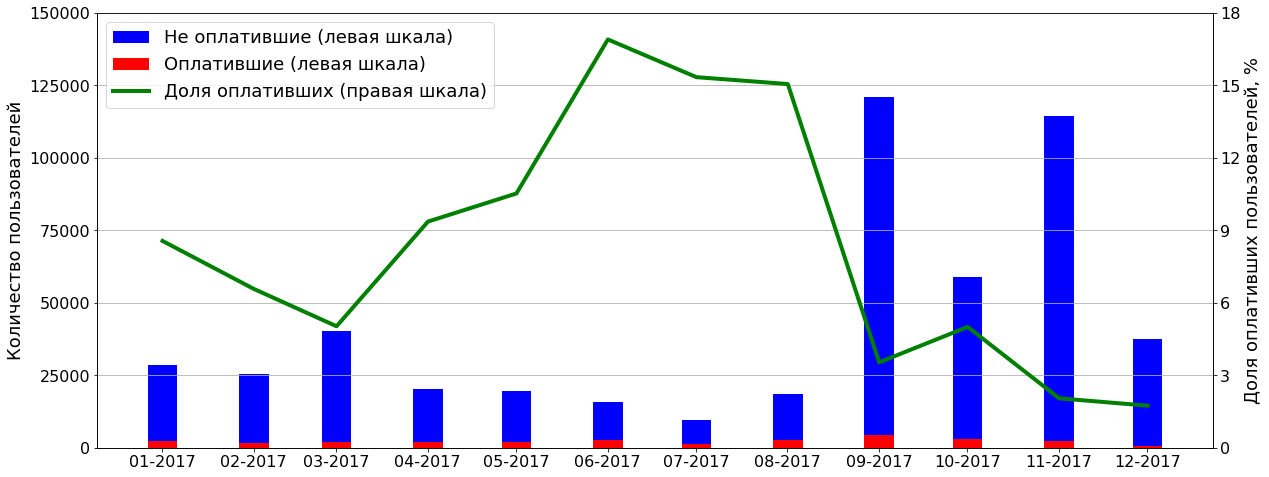 Не оплатившие (левая шкала)
Оплатившие (левая шкала)
Доля оплативших (правая шкала)
Количество пользователей
150000
125000
100000
75000
50000
25000
0
18
15
12
9
6
3
0
Доля оплативших пользователей, %
01-2017 02-2017 03-2017 04-2017 05-2017 06-2017 07-2017 08-2017 09-2017 10-2017 11-2017 12-2017